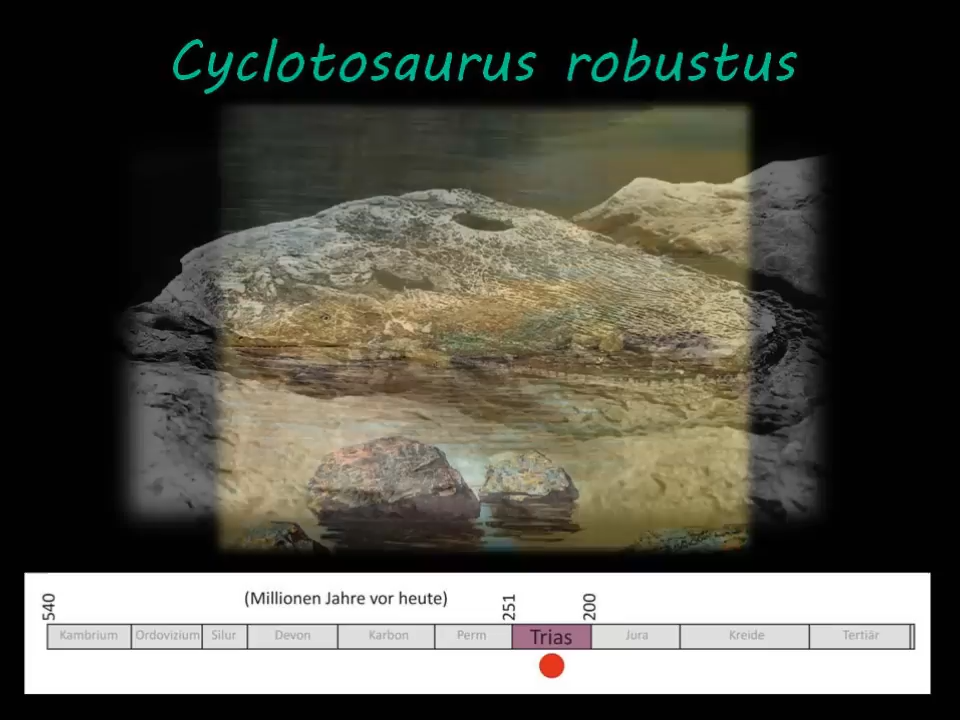 Cyclotosaurus robustus
(Millionen Jahre vor heute)
540
251
200
Kambrium
Ordovizium
Silur
Devon
Karbon
Perm
Trias
Jura
Kreide
Tertiär